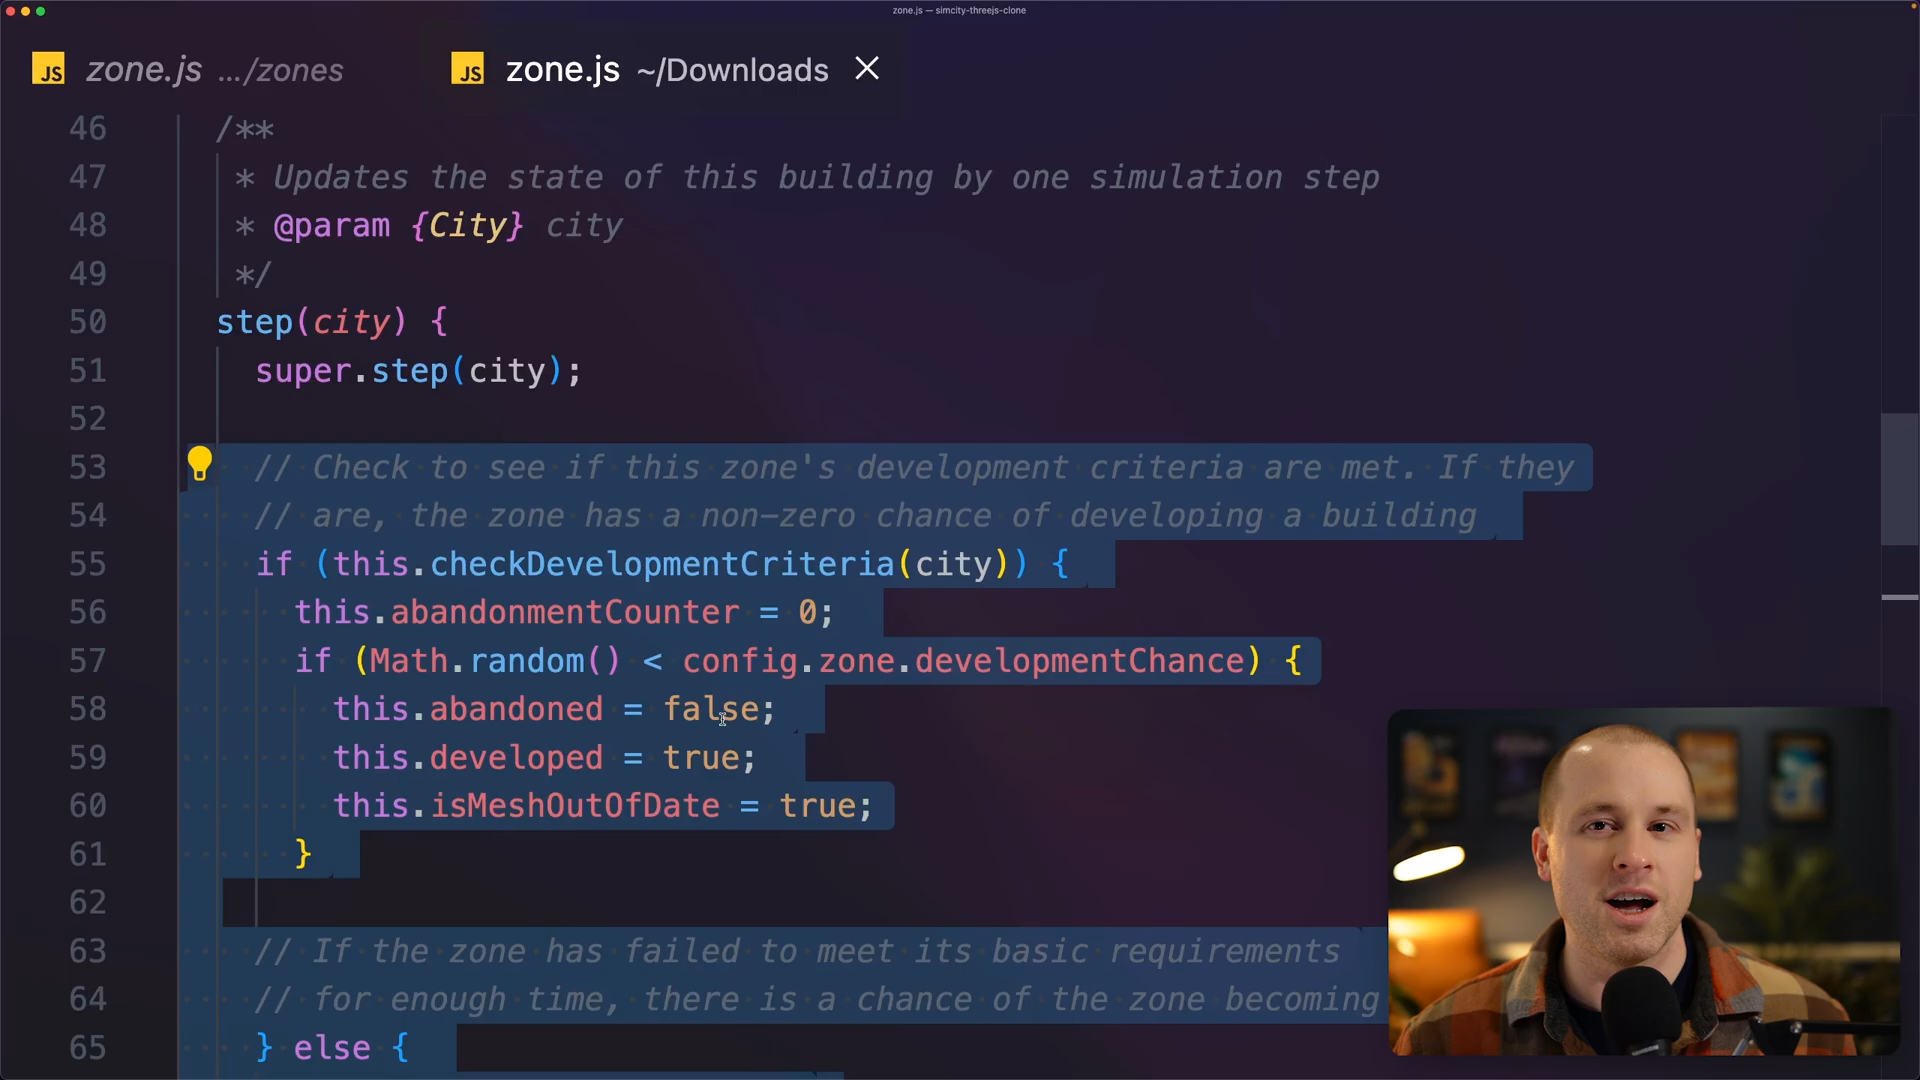 zone.js — simcity-threejs-clone
JS zone.js .../zones
JS zone.js ~/Downloads
46 /**
47 * Updates the state of this building by one simulation step
48 * @param {City} city
49 */
50 step(city) {
51 super.step(city);
52
53 // Check to see if this zone's development criteria are met. If they
54 // are, the zone has a non-zero chance of developing a building
55 if (this.checkDevelopmentCriteria(city)) {
56 this.abandonmentCounter = 0;
57 if (Math.random() < config.zone.developmentChance) {
58 this.abandoned = false;
59 this.developed = true;
60 this.isMeshOutOfDate = true;
61 }
62
63 // If the zone has failed to meet its basic requirements
64 // for enough time, there is a chance of the zone becoming
65 } else {